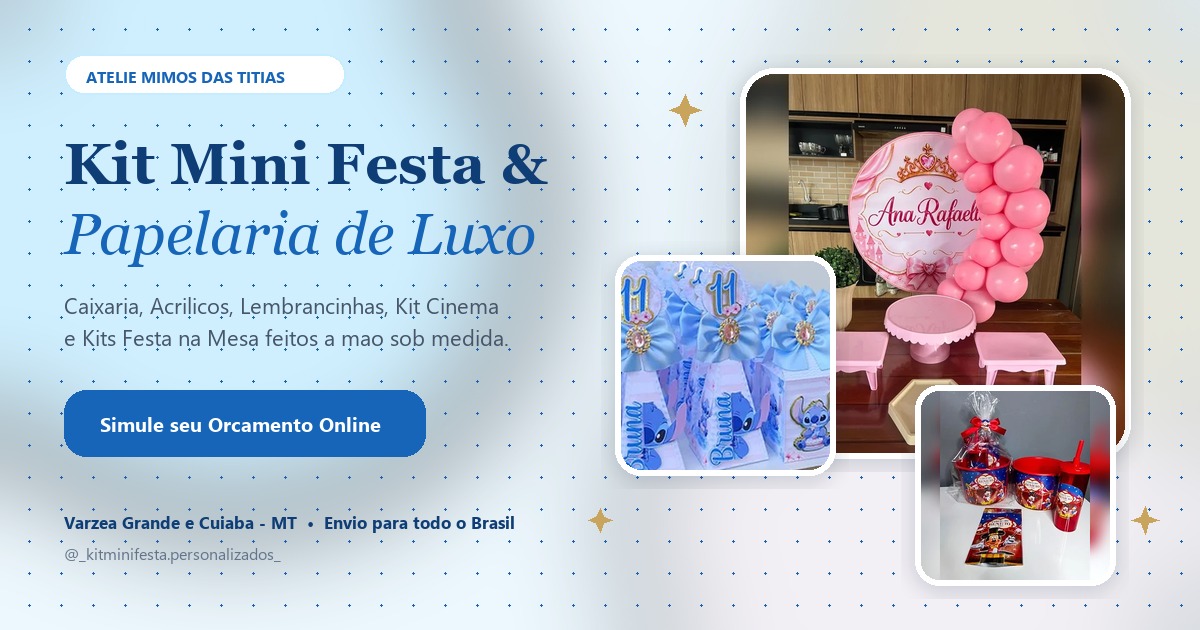 ATELIE MIMOS DAS TITIAS
Kit Mini Festa &
Papelaria de Luxo
Caixaria, Acrilicos, Lembrancinhas, Kit Cinema
e Kits Festa na Mesa feitos a mao sob medida.
Simule seu Orcamento Online
Varzea Grande e Cuiaba - MT • Envio para todo o Brasil
@_kitminifesta.personalizados_
Ana Rafaela
11
11
Bruna
Bruna